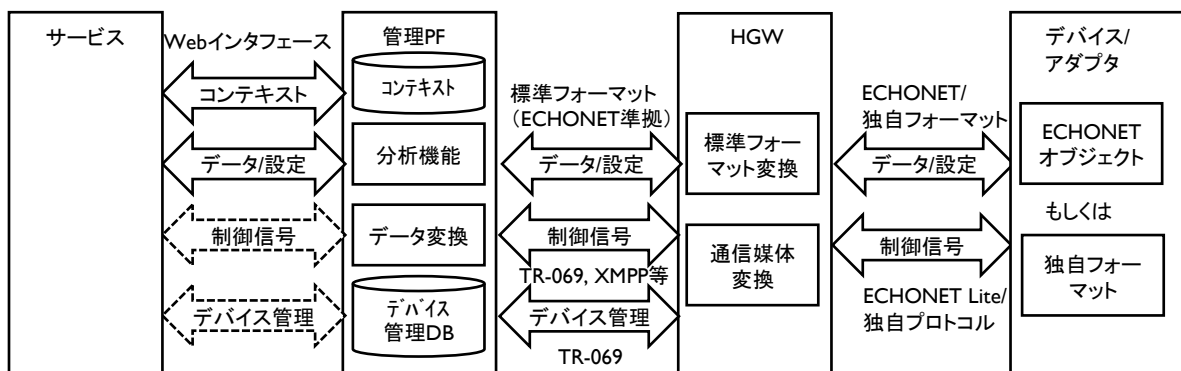 サービス
Webインタフェース
コンテキスト
データ/設定
制御信号
デバイス管理
管理PF
コンテキスト
分析機能
データ変換
デバイス
管理DB
標準フォーマット
（ECHONET準拠）
データ/設定
制御信号
TR-069, XMPP等
デバイス管理
TR-069
HGW
標準フォー
マット変換
通信媒体
変換
ECHONET/
独自フォーマット
データ/設定
制御信号
ECHONET Lite/
独自プロトコル
デバイス/
アダプタ
ECHONET
オブジェクト
もしくは
独自フォー
マット